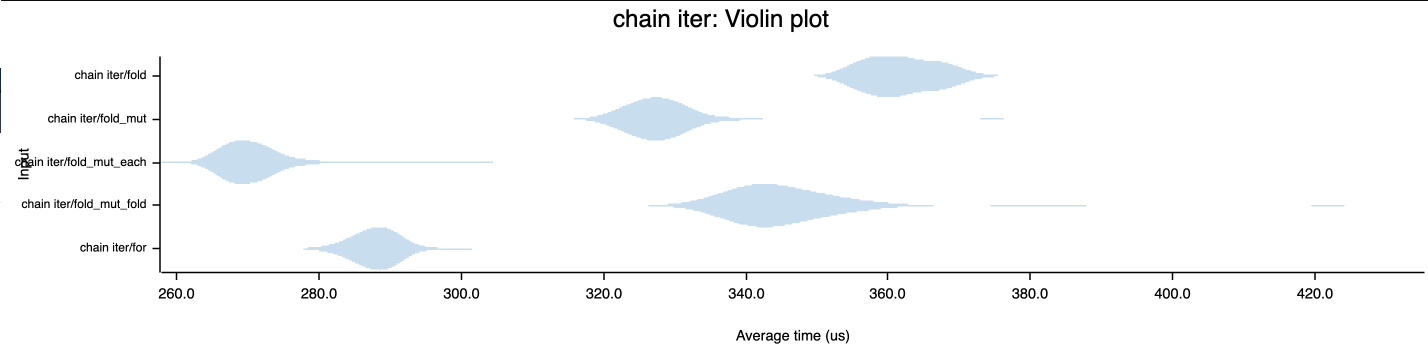 chain iter: Violin plot
chain iter/fold
chain iter/fold_mut
chain iter/fold_mut_each
chain iter/fold_mut_fold
chain iter/for
Input
260.0 280.0 300.0 320.0 340.0 360.0 380.0 400.0 420.0
Average time (us)